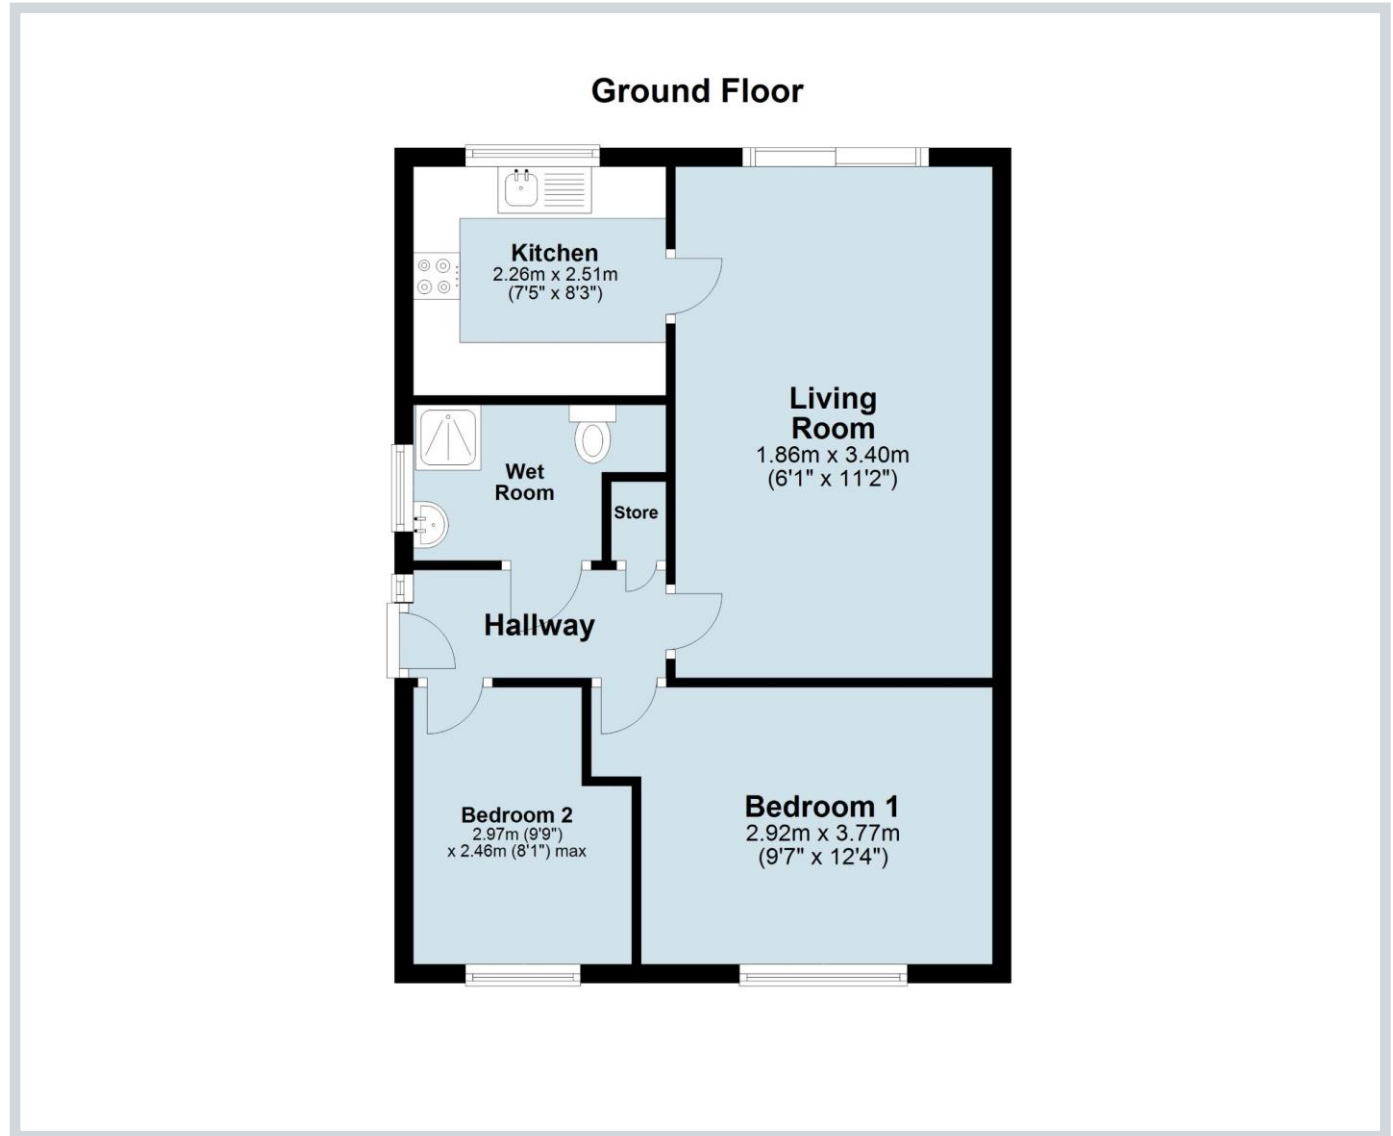 Ground Floor
Kitchen
2.26m x 2.51m
(7'5" x 8'3")
Living
Room
1.86m x 3.40m
(6'1" x 11'2")
Wet
Room
Store
Hallway
Bedroom 2
2.97m (9'9")
x 2.46m (8'1") max
Bedroom 1
2.92m x 3.77m
(9'7" x 12'4")